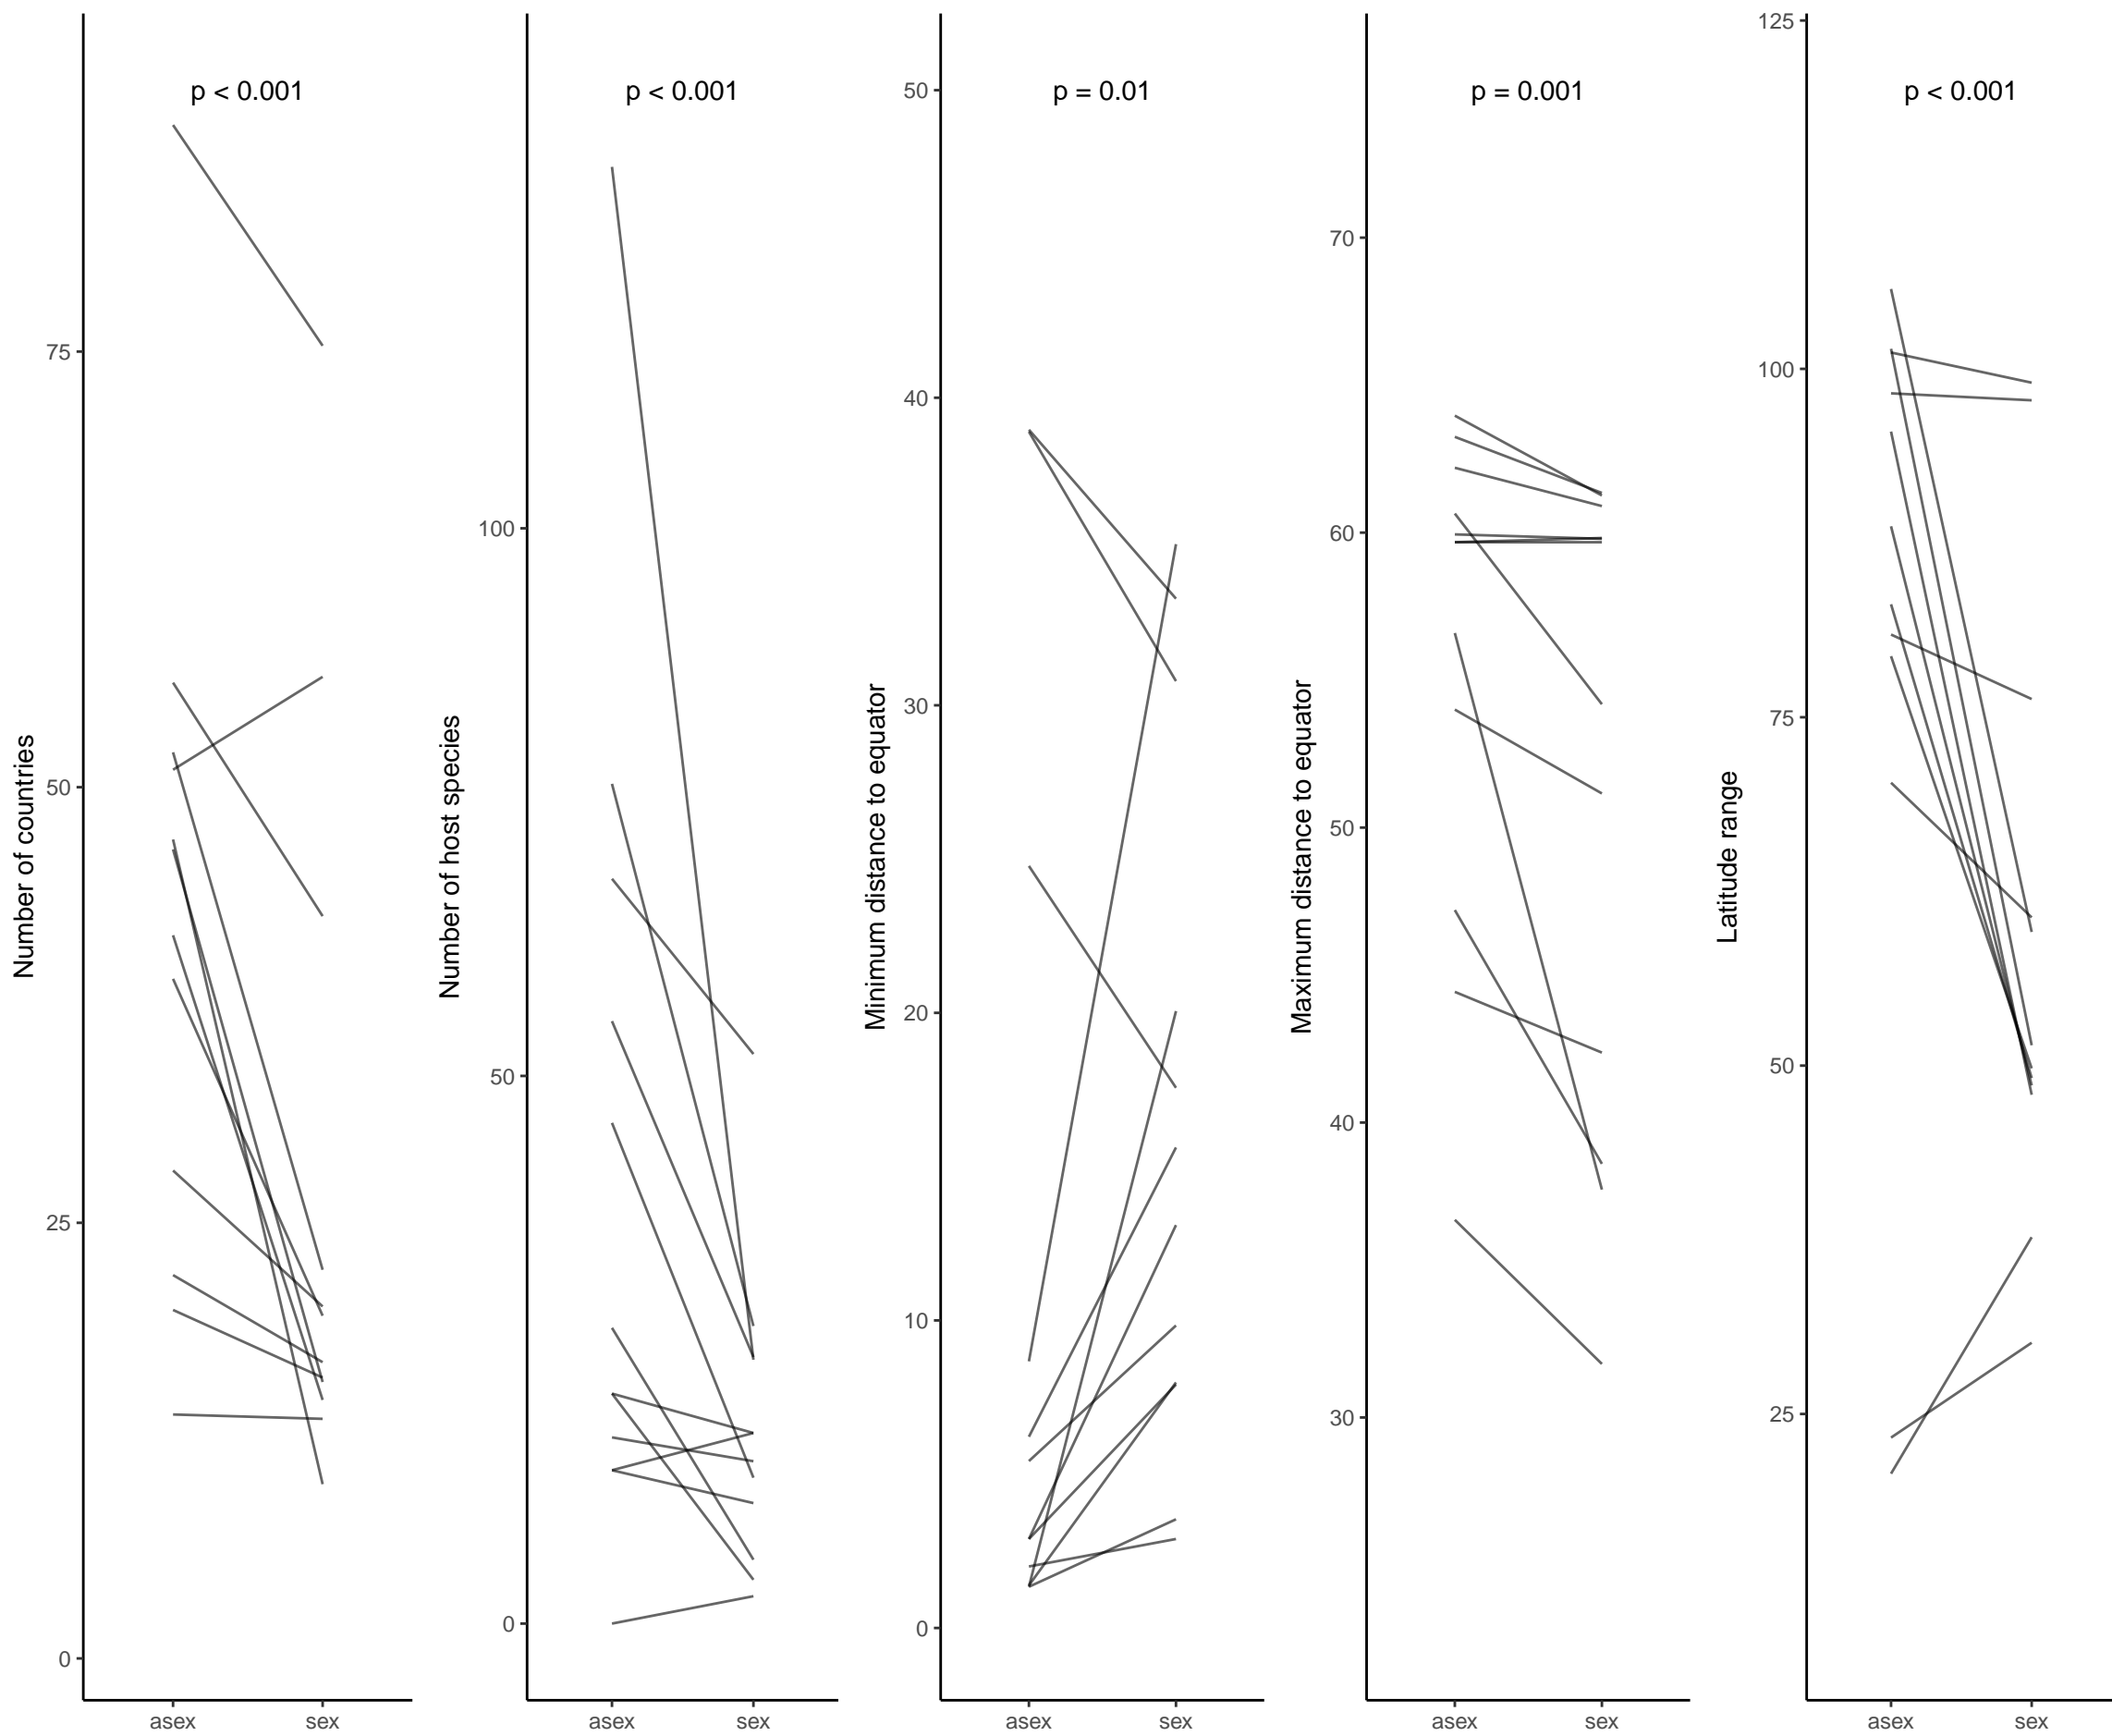 Number of countries
p < 0.001
75
50
25
0
asex
sex
Number of host species
p < 0.001
100
50
0
asex
sex
Minimum distance to equator
p = 0.01
50
40
30
20
10
0
asex
sex
Maximum distance to equator
p = 0.001
70
60
50
40
30
asex
sex
Latitude range
p < 0.001
125
100
75
50
25
asex
sex